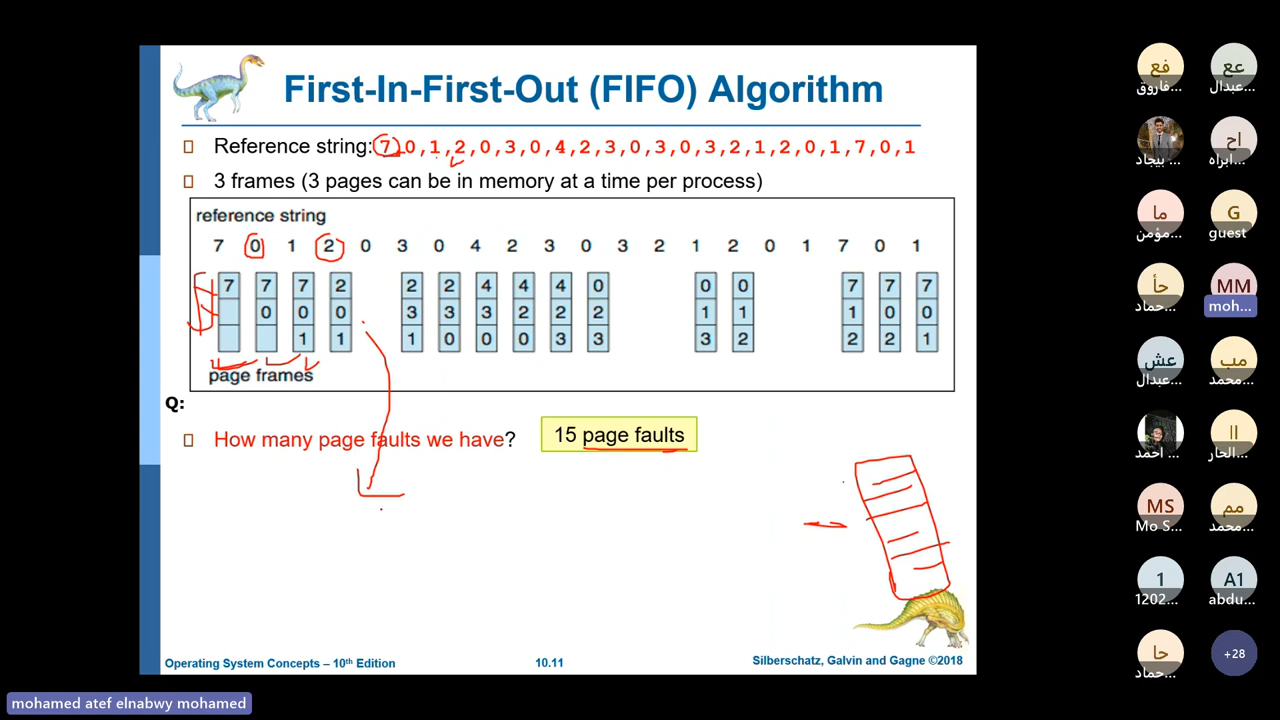 First-In-First-Out (FIFO) Algorithm
Reference string: 7,0,1,2,0,3,0,4,2,3,0,3,0,3,2,1,2,0,1,7,0,1
3 frames (3 pages can be in memory at a time per process)
reference string
7 0 1 2 0 3 0 4 2 3 0 3 2 1 2 0 1 7 0 1
7 7 7 2 2 2 4 4 4 0 0 0 7 7 7
0 0 0 3 3 3 2 2 2 1 1 1 0 0
1 1 1 0 0 0 3 3 3 2 2 2 1
page frames
Q:
How many page faults we have?
15 page faults
Operating System Concepts – 10th Edition
10.11
Silberschatz, Galvin and Gagne ©2018
mohamed atef elnabwy mohamed
فع
عع
فاروق...
عبدال...
اح
بيجاد ...
ابراه...
ما
G
مؤمن...
guest
حأ
MM
حماد...
moh...
عش
مب
عبدال...
محمد...
اا
احمد ...
الحار...
MS
مم
Mo S...
محمد...
1
A1
1202...
abdu...
حا
+28
حماد...